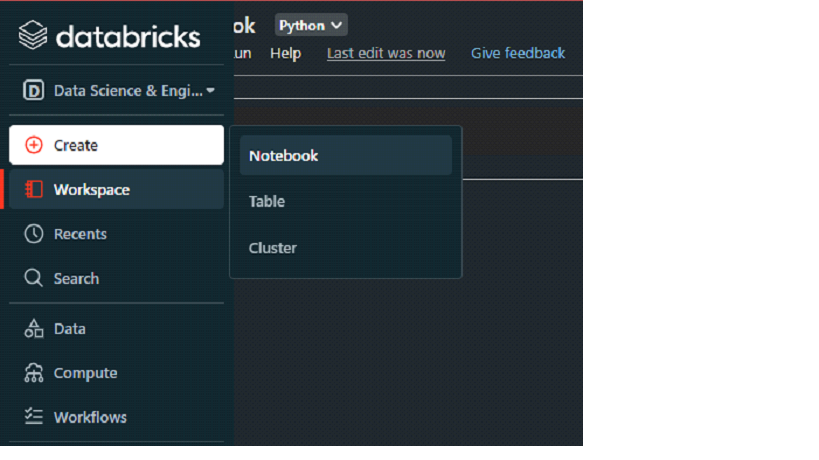 databricks
ok Python
un Help Last edit was now Give feedback
D Data Science & Engi...
Create
Notebook
Workspace
Table
Recents
Cluster
Search
Data
Compute
Workflows